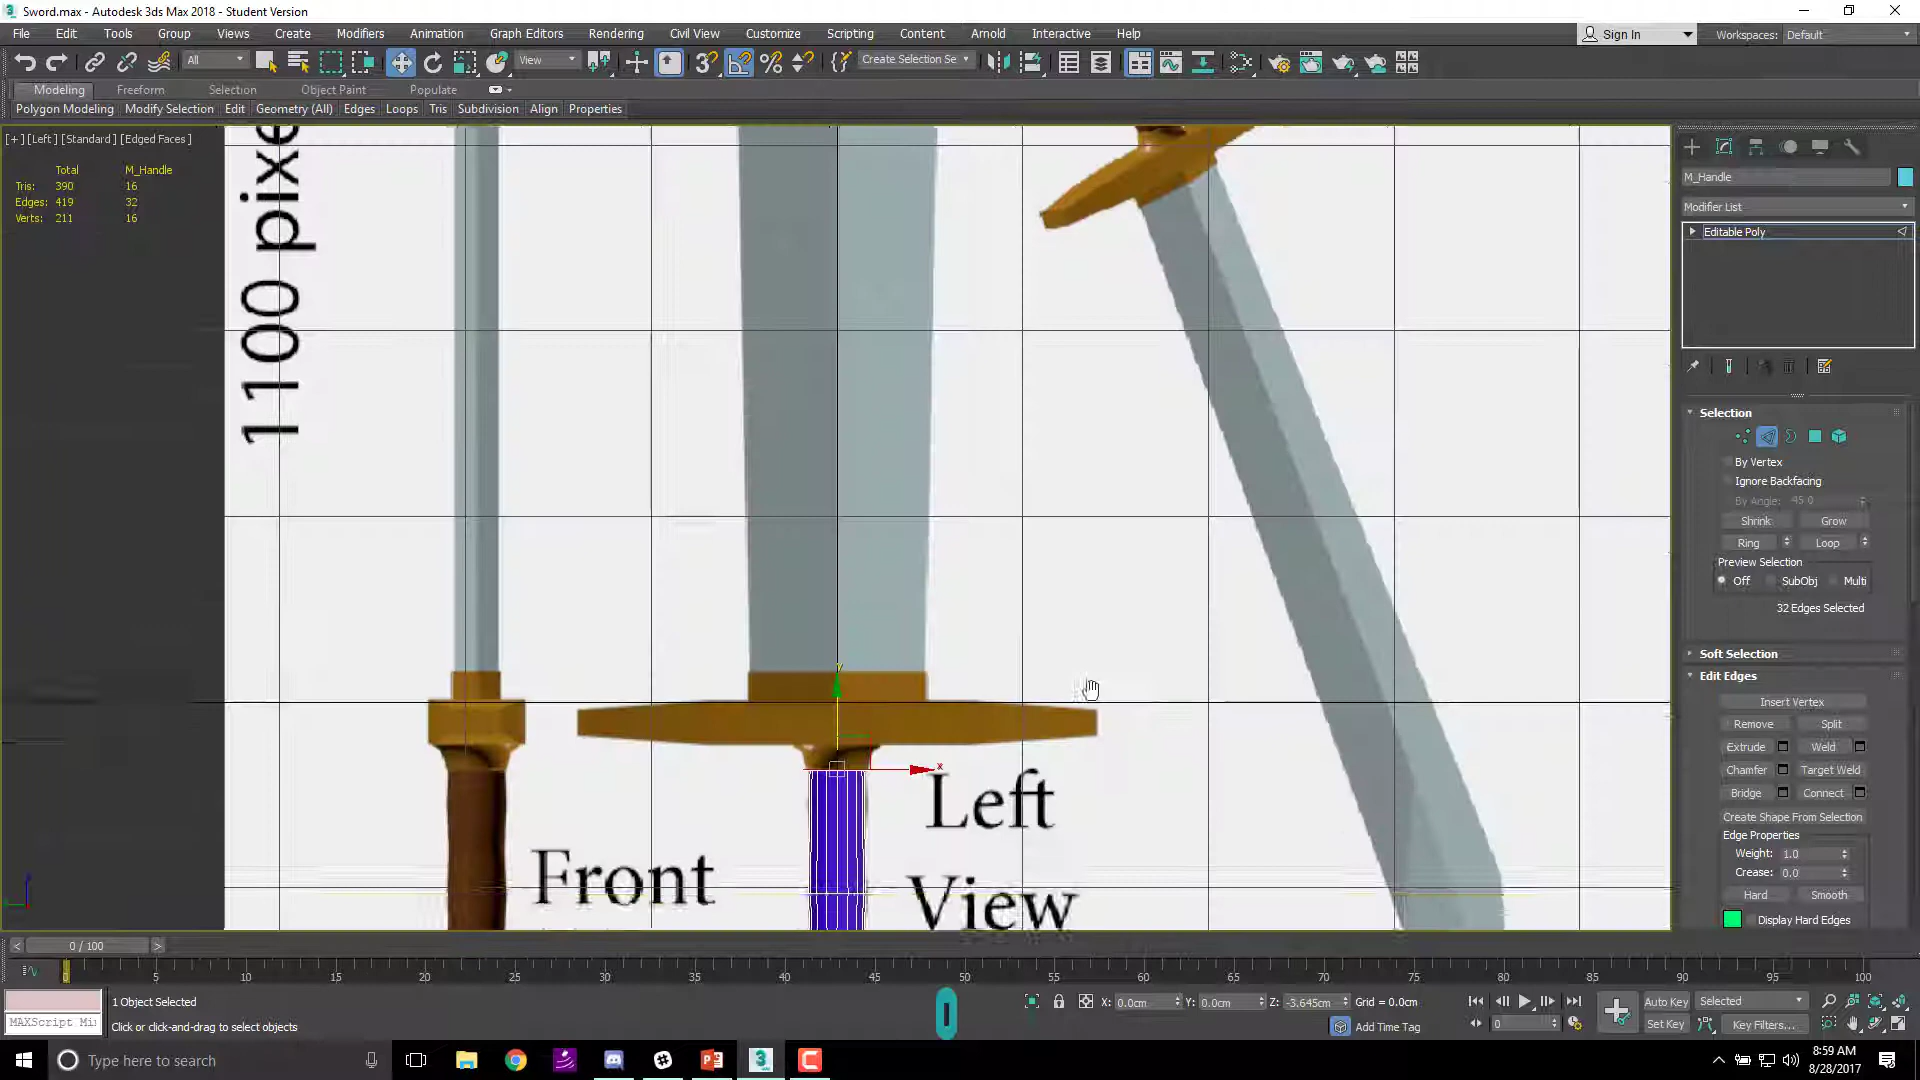 Sword.max - Autodesk 3ds Max 2018 - Student Version
File Edit Tools Group Views Create Modifiers Animation Graph Editors Rendering Civil View Customize Scripting Content Arnold Interactive Help
Sign In
Workspaces: Default
All
View
Create Selection Se
Modeling Freeform Selection Object Paint Populate
Polygon Modeling Modify Selection Edit Geometry (All) Edges Loops Tris Subdivision Align Properties
[+] [Left] [Standard] [Edged Faces]
Total M_Handle
Tris: 390 16
Edges: 419 32
Verts: 211 16
1100 pixe
Left
View
Front
x
y
M_Handle
Modifier List
Editable Poly
Selection
By Vertex
Ignore Backfacing
By Angle: 45.0
Shrink Grow
Ring Loop
Preview Selection
Off SubObj Multi
32 Edges Selected
Soft Selection
Edit Edges
Insert Vertex
Remove Split
Extrude Weld
Chamfer Target Weld
Bridge Connect
Create Shape From Selection
Edge Properties
Weight: 1.0
Crease: 0.0
Hard Smooth
Display Hard Edges
0 / 100
0 5 10 15 20 25 30 35 40 45 50 55 60 65 70 75 80 85 90 95 100
1 Object Selected
X: 0.0cm Y: 0.0cm Z: -3.645cm Grid = 0.0cm
Auto Key Selected
MAXScript Mi
Click or click-and-drag to select objects
Add Time Tag
0
Set Key Key Filters...
Type here to search
8:59 AM
8/28/2017